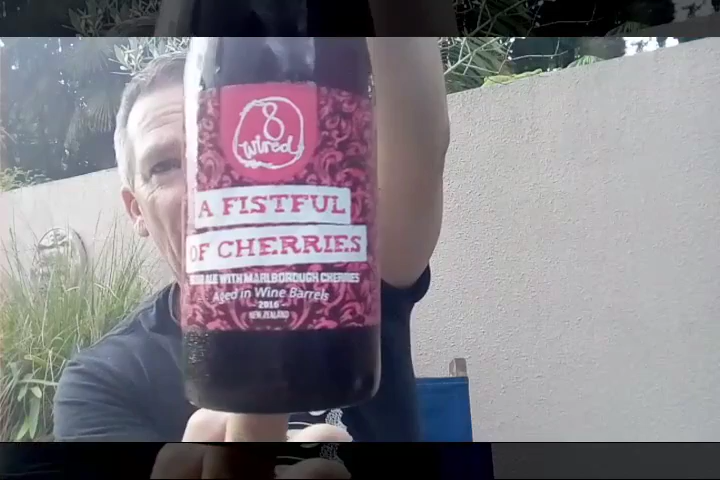 8
wired
A FISTFUL
OF CHERRIES
ALE WITH MARLBOROUGH CHERRIES
Aged in Wine Barrels
2016
NEW ZEALAND